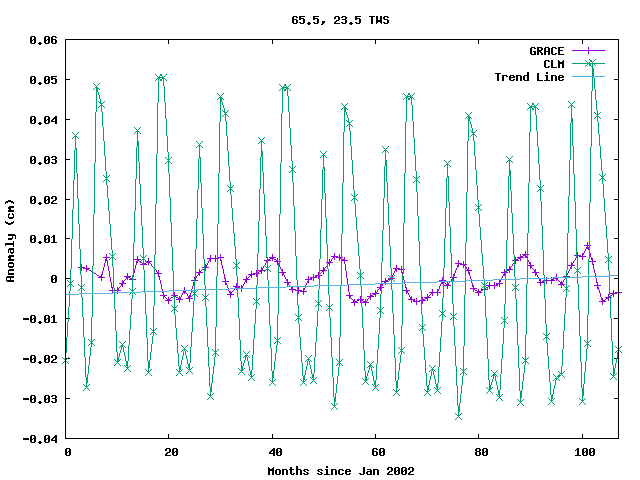 65.5, 23.5 TWS
GRACE
CLM
Trend Line
Anomaly (cm)
0.06
0.05
0.04
0.03
0.02
0.01
0
-0.01
-0.02
-0.03
-0.04
0 20 40 60 80 100
Months since Jan 2002